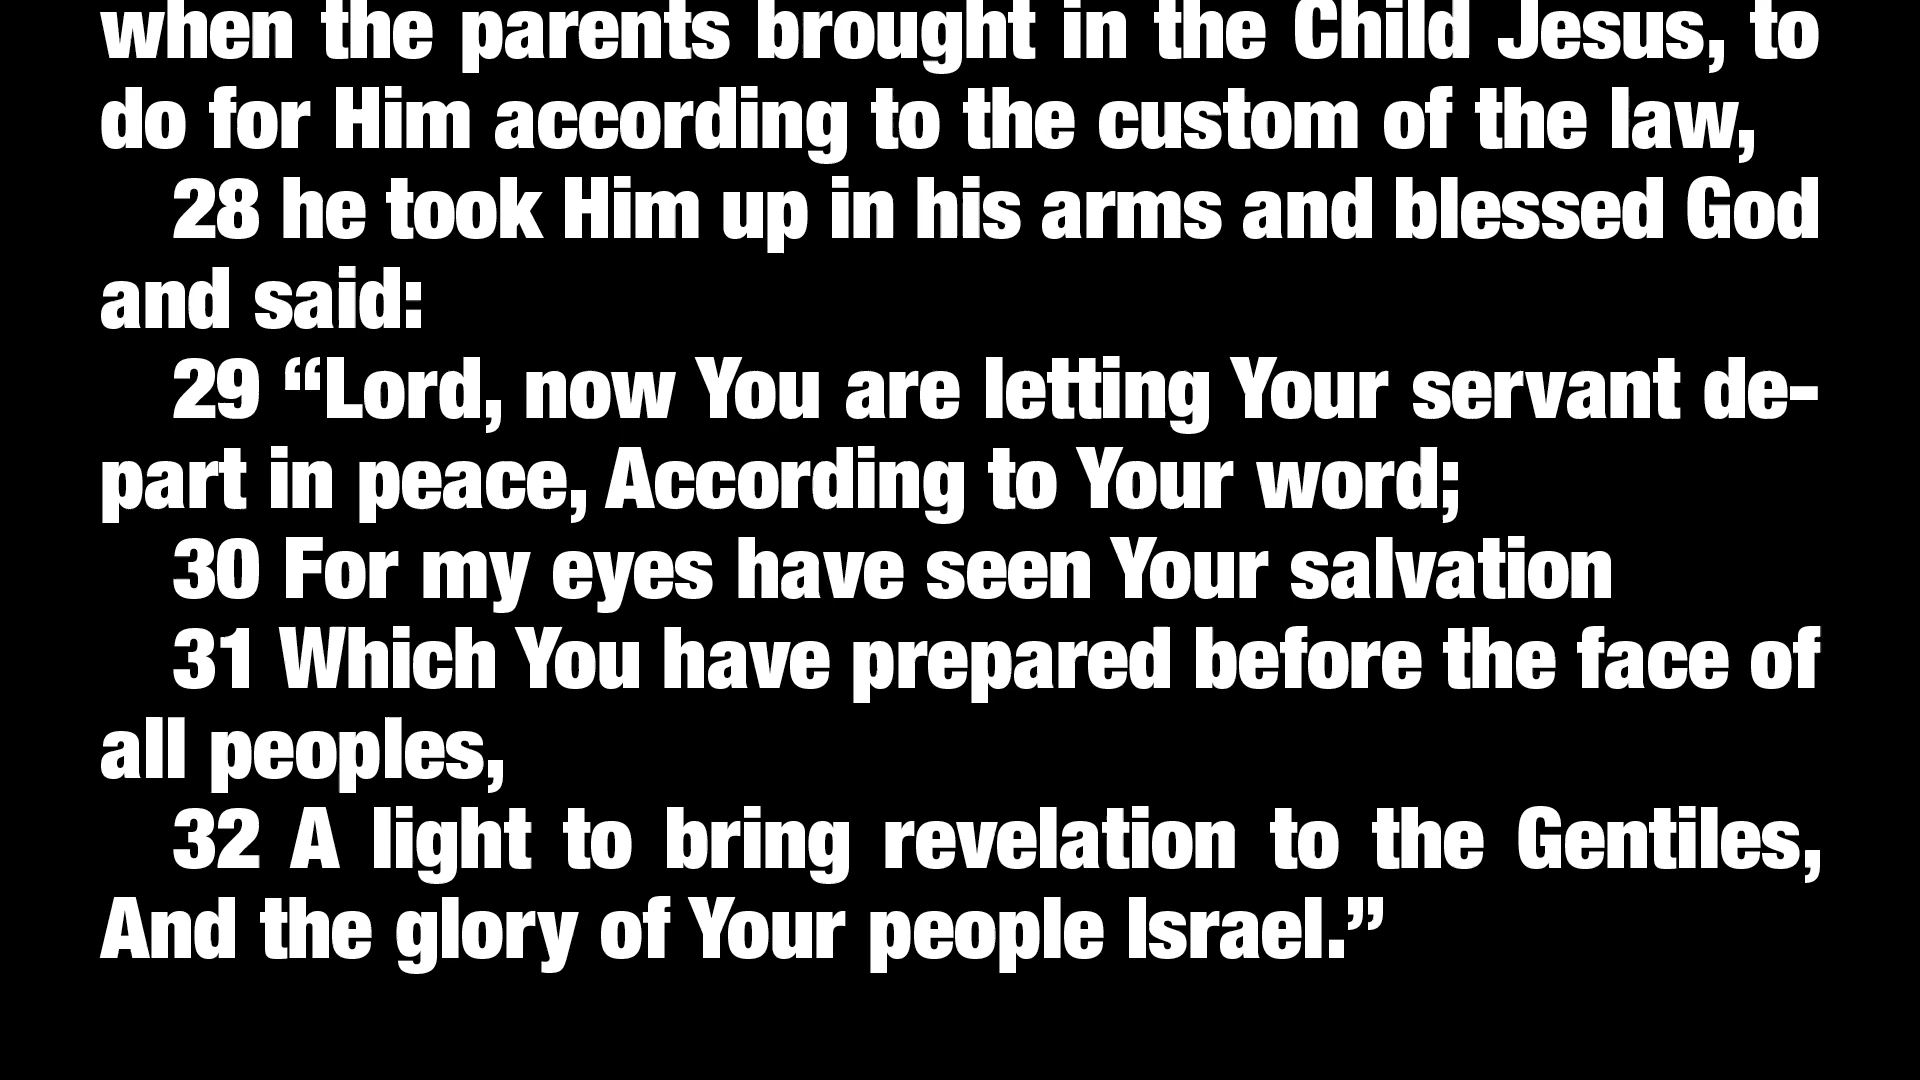 when the parents brought in the Child Jesus, to
do for Him according to the custom of the law,
28 he took Him up in his arms and blessed God
and said:
29 “Lord, now You are letting Your servant de-
part in peace, According to Your word;
30 For my eyes have seen Your salvation
31 Which You have prepared before the face of
all peoples,
32 A light to bring revelation to the Gentiles,
And the glory of Your people Israel.”